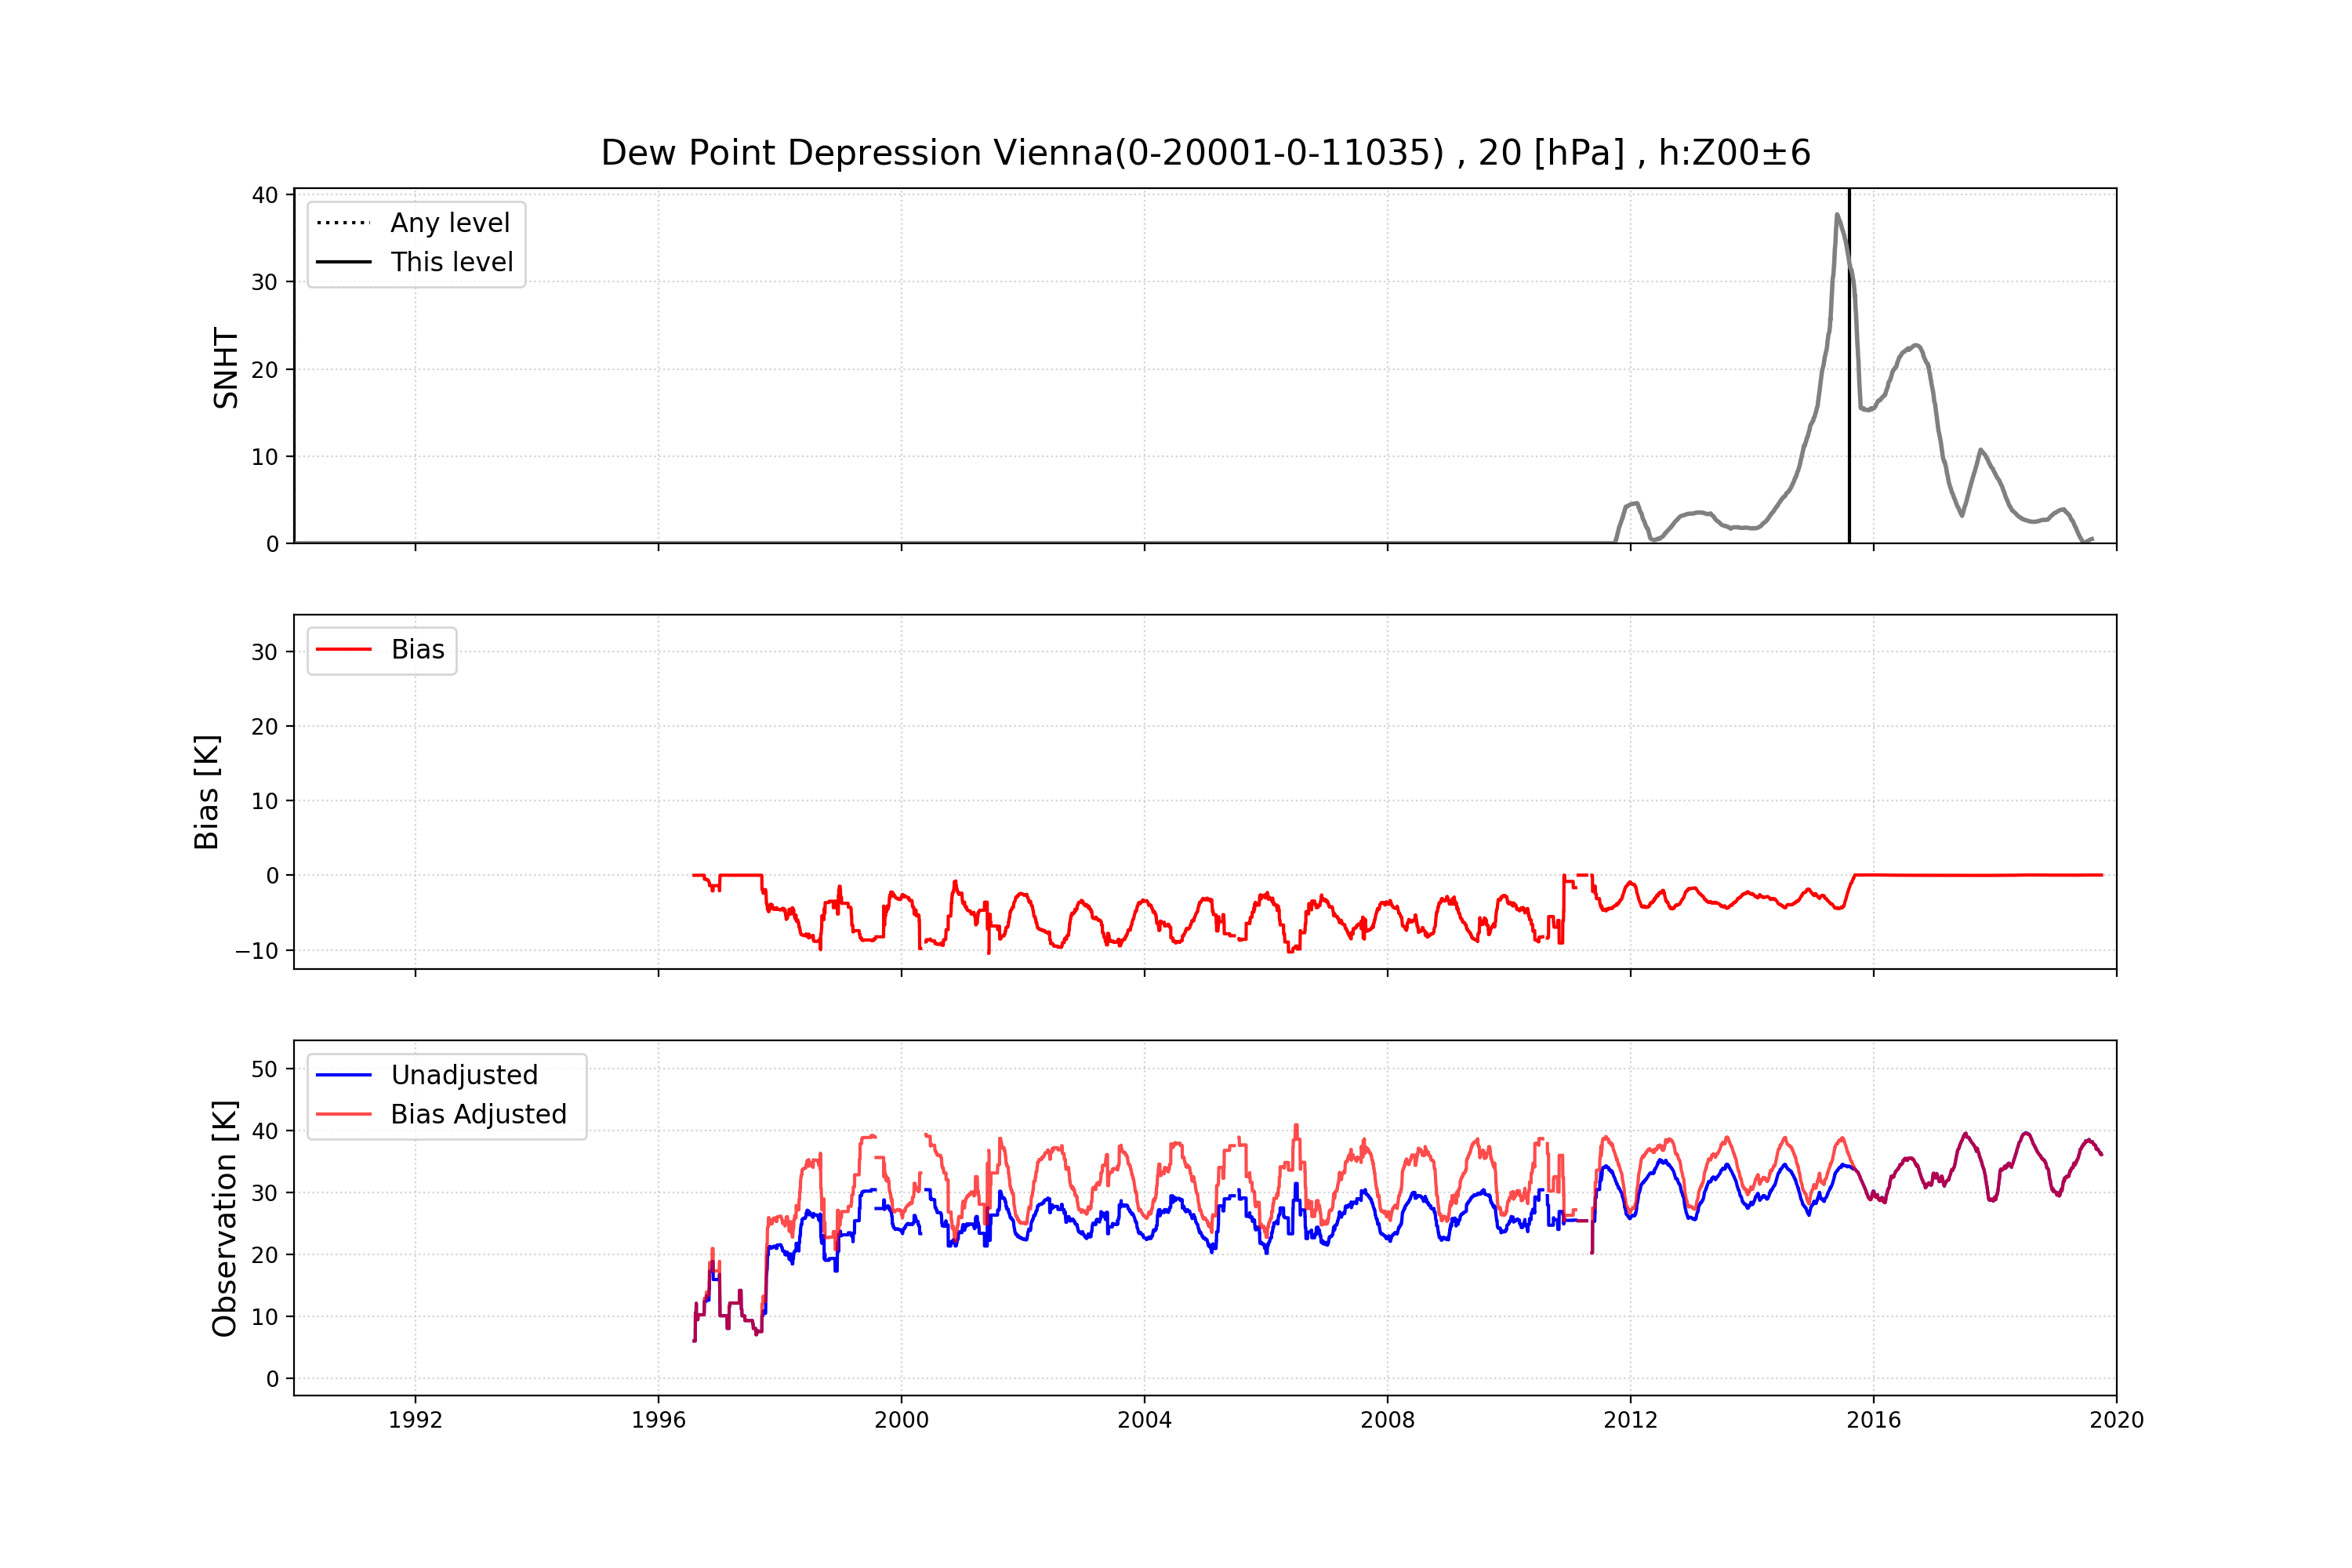 Dew Point Depression Vienna(0-20001-0-11035) , 20 [hPa] , h:Z00±6
40
30
20
10
0
SNHT
Any level
This level
30
20
10
0
−10
Bias [K]
Bias
50
40
30
20
10
0
Observation [K]
Unadjusted
Bias Adjusted
1992 1996 2000 2004 2008 2012 2016 2020